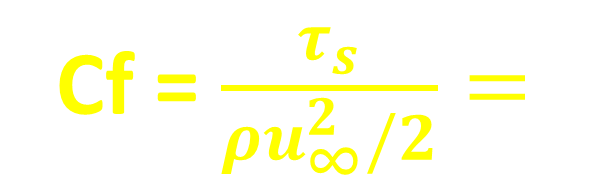 Cf = τ_s / (ρu_∞^2/2) =